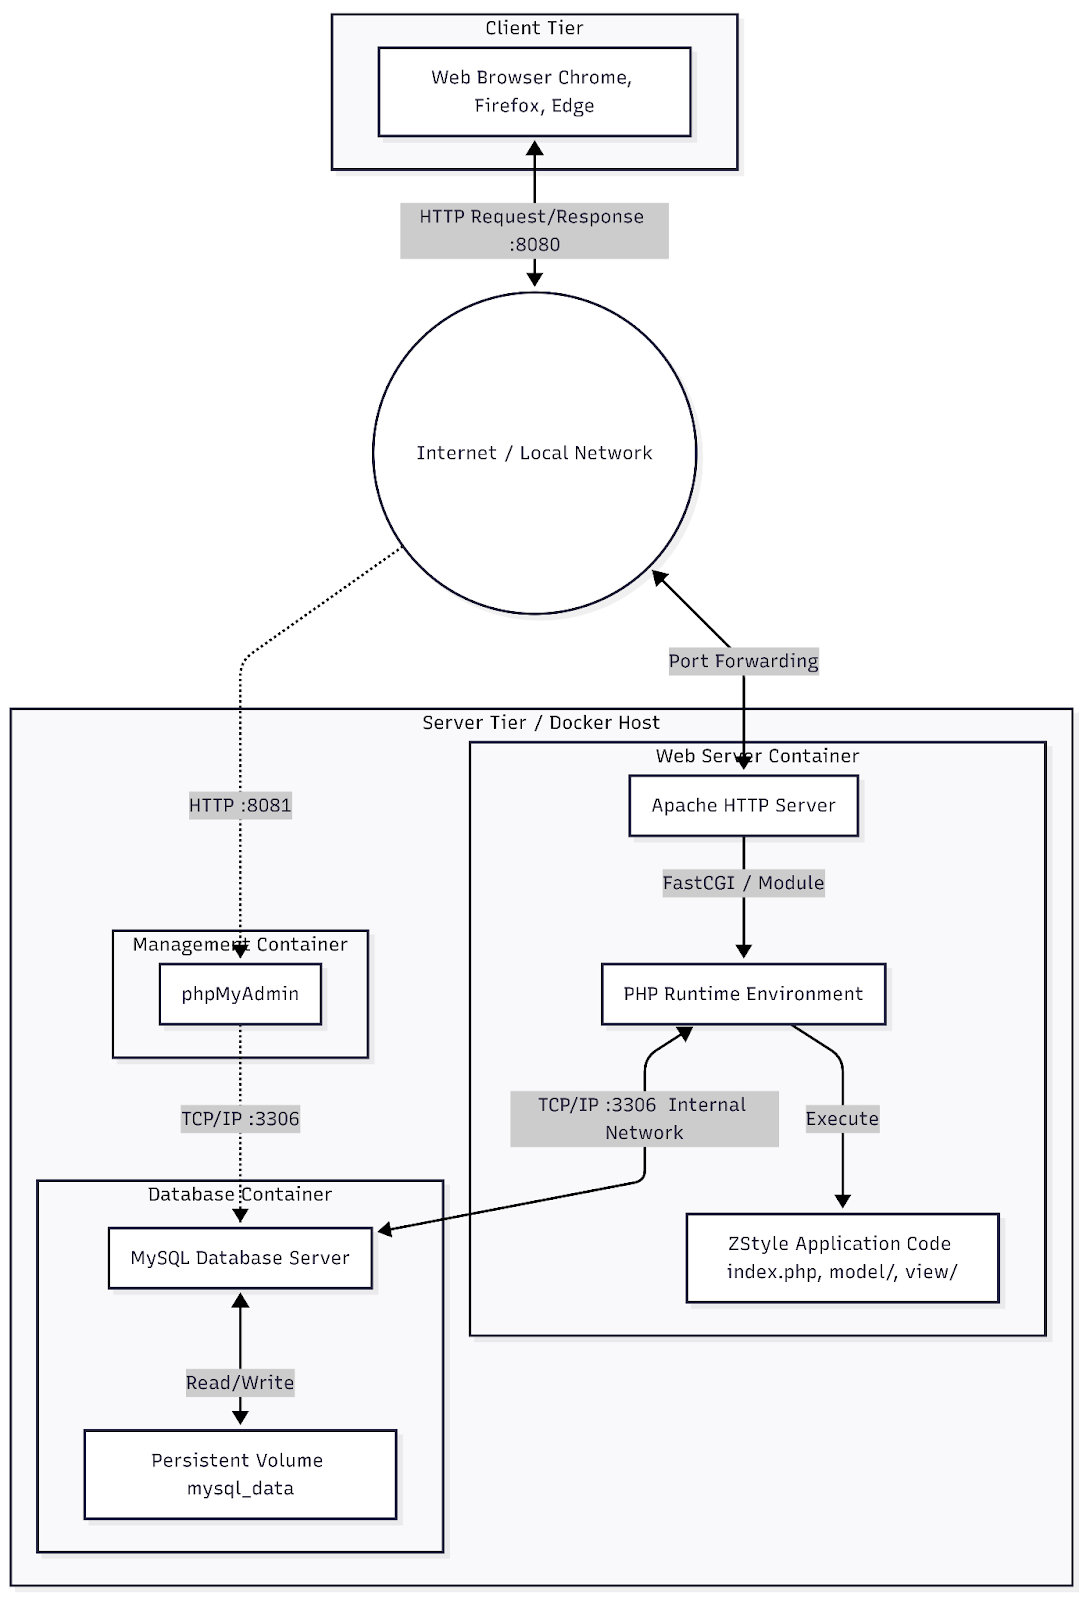 Client Tier
Web Browser Chrome,
Firefox, Edge
HTTP Request/Response
:8080
Internet / Local Network
Port Forwarding
Server Tier / Docker Host
Web Server Container
Apache HTTP Server
HTTP :8081
FastCGI / Module
Management Container
phpMyAdmin
PHP Runtime Environment
TCP/IP :3306
TCP/IP :3306 Internal
Network
Execute
Database Container
MySQL Database Server
ZStyle Application Code
index.php, model/, view/
Read/Write
Persistent Volume
mysql_data